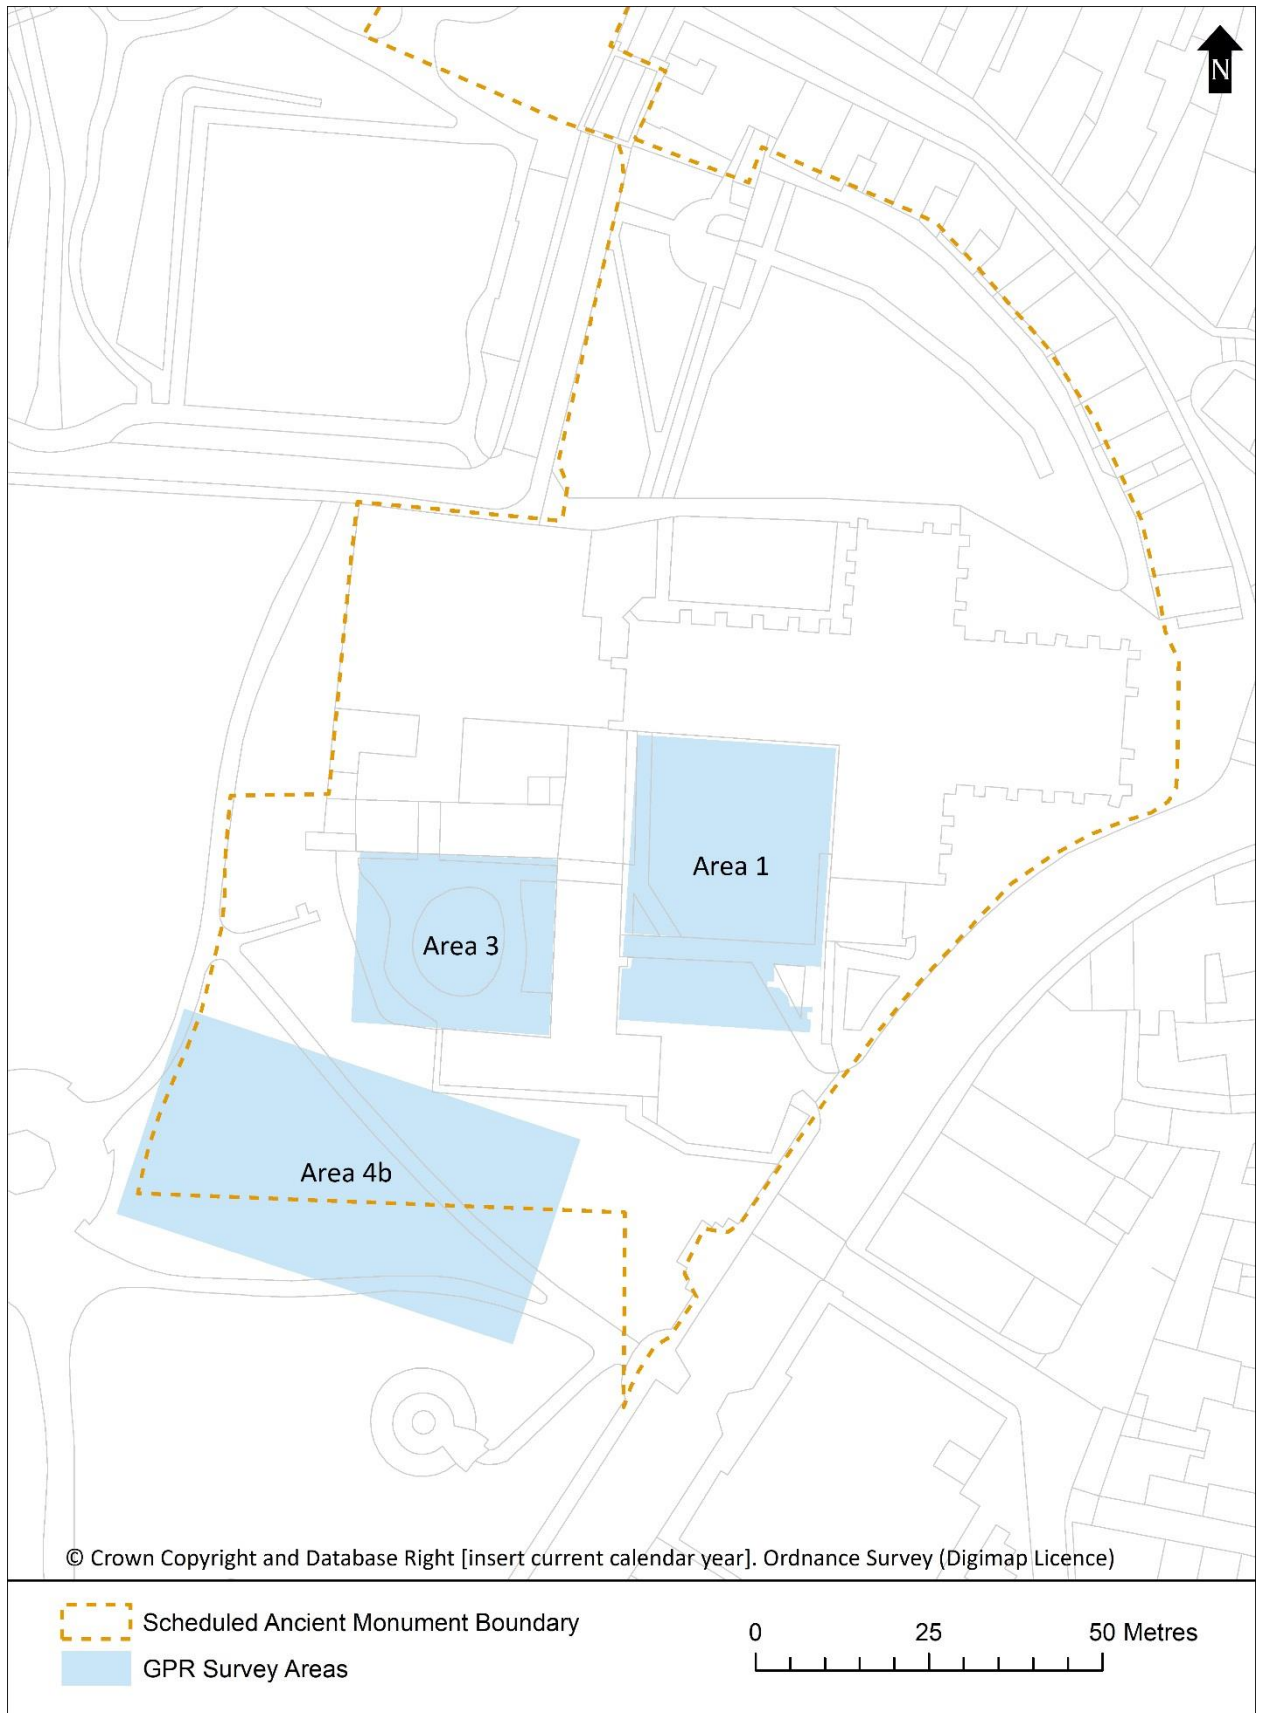 N
Area 1
Area 3
Area 4b
© Crown Copyright and Database Right [insert current calendar year]. Ordnance Survey (Digimap Licence)
Scheduled Ancient Monument Boundary
GPR Survey Areas
0 25 50 Metres